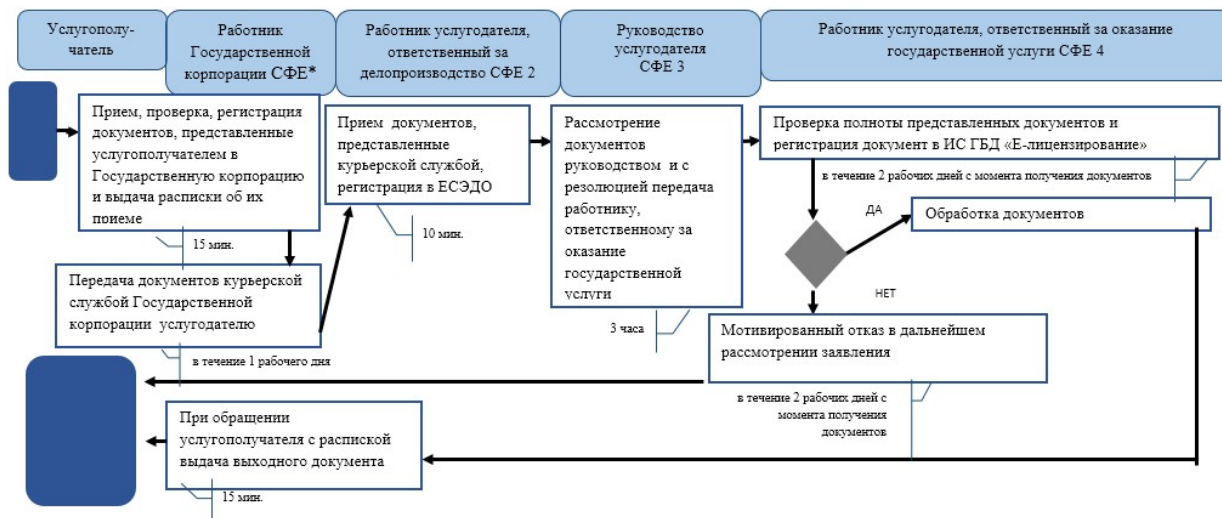 Услугополу-
чатель
Работник
Государственной
корпорации СФЕ*
Работник услугодателя,
ответственный за
делопроизводство СФЕ 2
Руководство
услугодателя
СФЕ 3
Работник услугодателя, ответственный за оказание
государственной услуги СФЕ 4
Прием, проверка, регистрация
документов, представленные
услугополучателем в
Государственную корпорацию
и выдача расписки об их
приеме
15 мин.
Передача документов курьерской
службой Государственной
корпорации услугодателю
в течение 1 рабочего дня
Прием документов,
представленные
курьерской службой,
регистрация в ЕСЭДО
10 мин.
Рассмотрение
документов
руководством и с
резолюцией передача
работнику,
ответственному за
оказание
государственной
услуги
3 часа
Проверка полноты представленных документов и
регистрация документ в ИС ГБД «Е-лицензирование»
в течение 2 рабочих дней с момента получения документов
ДА
Обработка документов
НЕТ
Мотивированный отказ в дальнейшем
рассмотрении заявления
в течение 2 рабочих дней с
момента получения
документов
При обращении
услугополучателя с распиской
выдача выходного документа
15 мин.